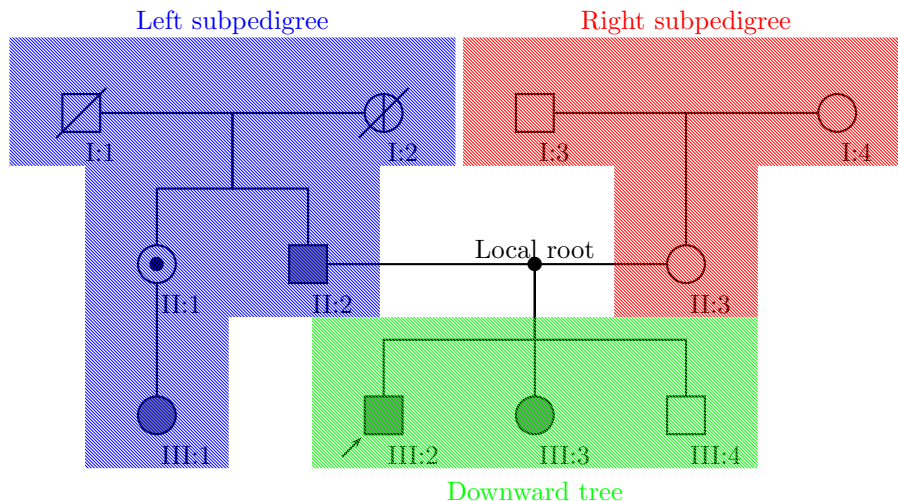 Left subpedigree
Right subpedigree
I:1
I:2
I:3
I:4
Local root
II:1
II:2
II:3
III:1
III:2
III:3
III:4
Downward tree